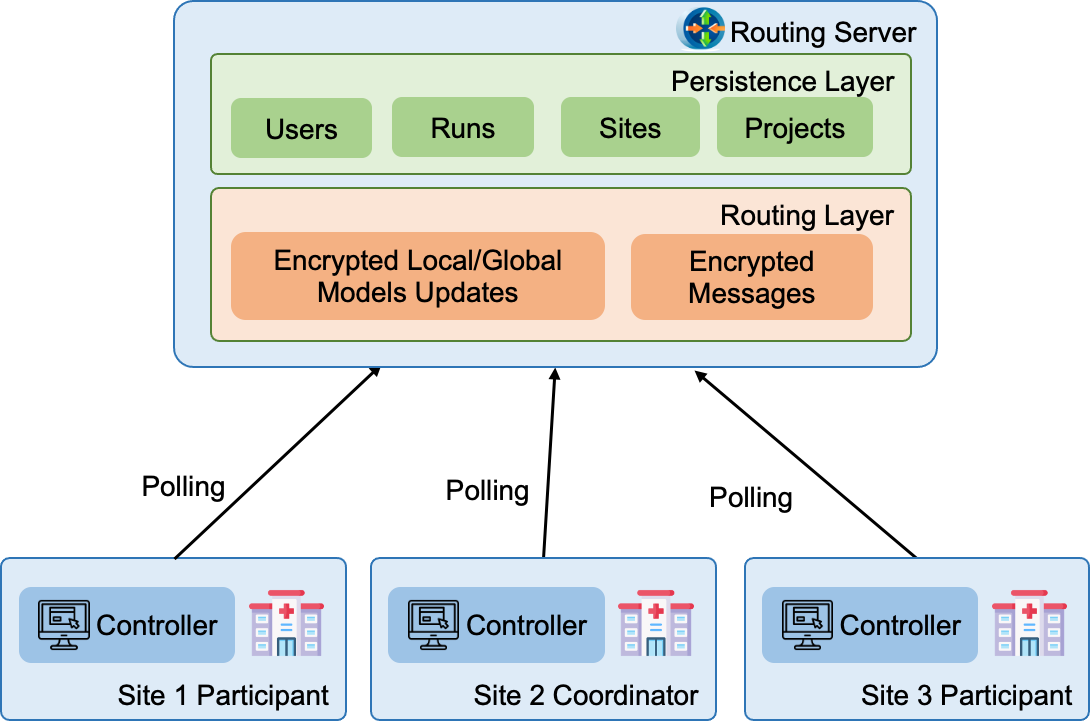 Routing Server
Persistence Layer
Users
Runs
Sites
Projects
Routing Layer
Encrypted Local/Global
Models Updates
Encrypted
Messages
Polling
Polling
Polling
Controller
Site 1 Participant
Controller
Site 2 Coordinator
Controller
Site 3 Participant